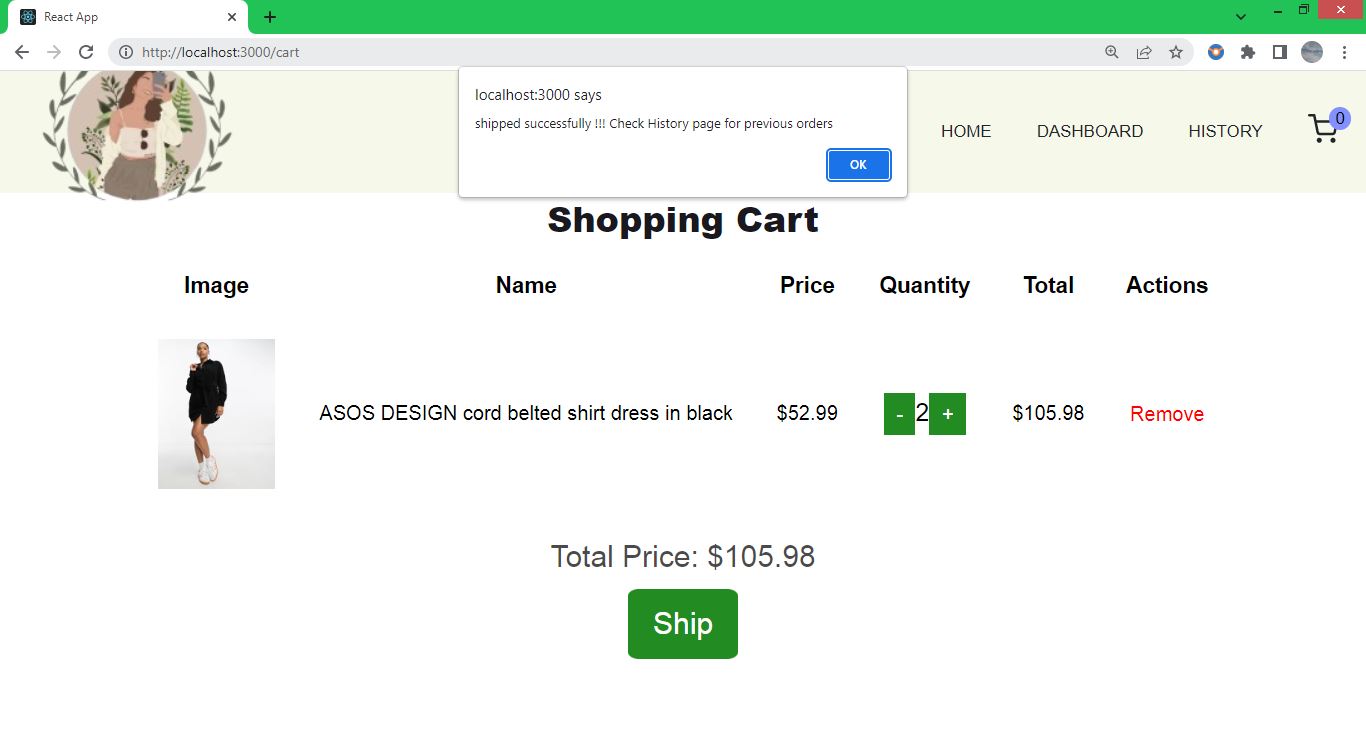 React App
http://localhost:3000/cart
localhost:3000 says
shipped successfully !!! Check History page for previous orders
OK
HOME DASHBOARD HISTORY 0
Shopping Cart
Image Name Price Quantity Total Actions
ASOS DESIGN cord belted shirt dress in black $52.99 - 2 + $105.98 Remove
Total Price: $105.98
Ship